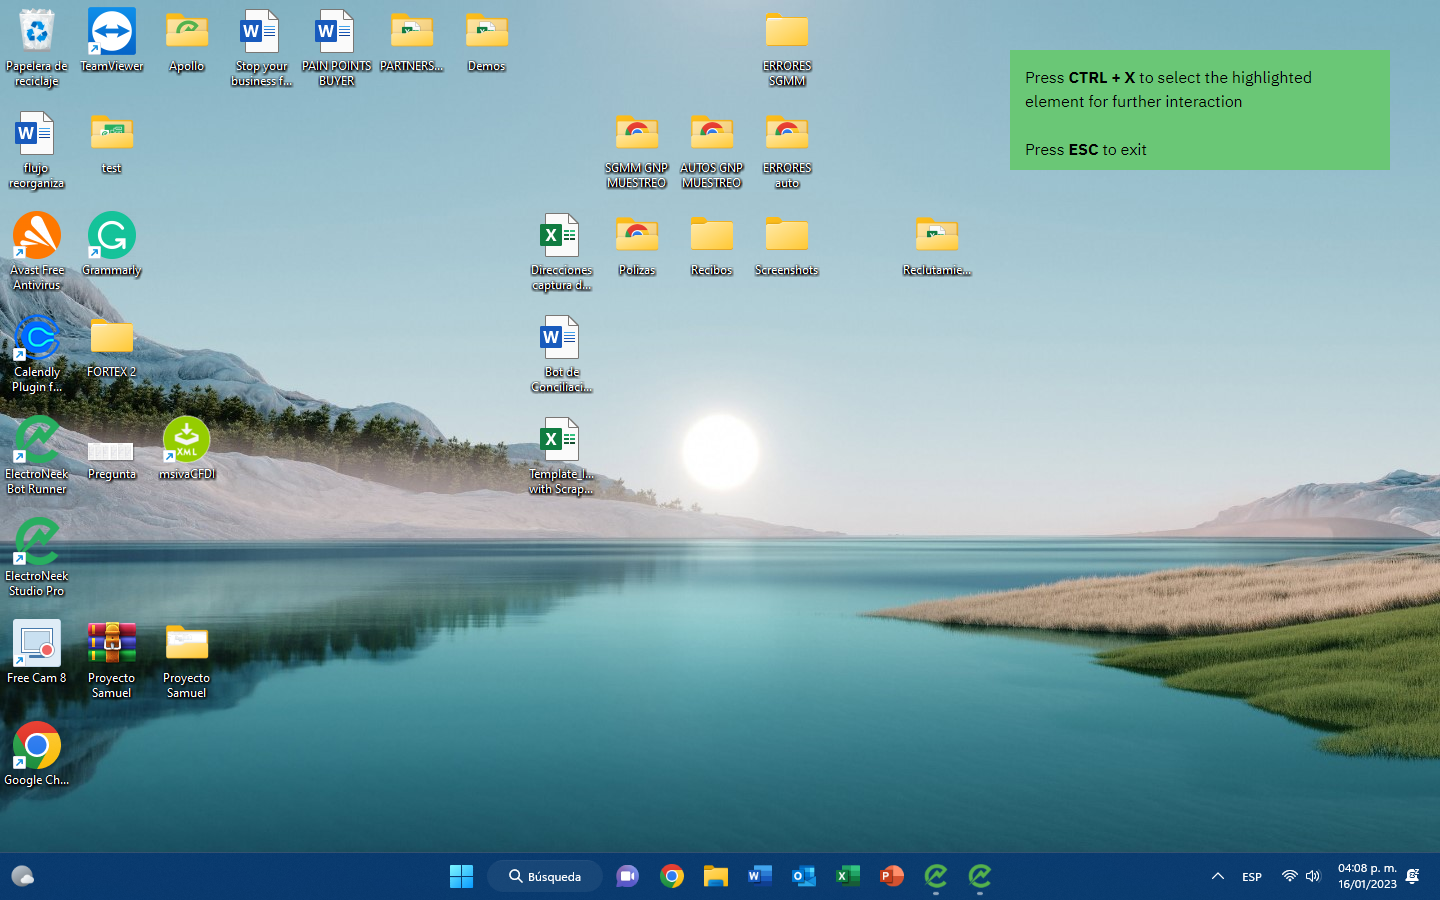 Papelera de
reciclaje
TeamViewer
Apollo
Stop your
business f...
PAIN POINTS
BUYER
PARTNERS...
Demos
ERRORES
SGMM
Press CTRL + X to select the highlighted
element for further interaction
Press ESC to exit
flujo
reorganiza
test
SGMM GNP
MUESTREO
AUTOS GNP
MUESTREO
ERRORES
auto
Avast Free
Antivirus
Grammarly
Direcciones
captura d...
Polizas
Recibos
Screenshots
Reclutamie...
Calendly
Plugin f...
FORTEX 2
Bot de
Conciliaci...
ElectroNeek
Bot Runner
Pregunta
XML
msivaCFDI
Template_I...
with Scrap...
ElectroNeek
Studio Pro
Free Cam 8
Proyecto
Samuel
Proyecto
Samuel
Google Ch...
Búsqueda
ESP
04:08 p. m.
16/01/2023